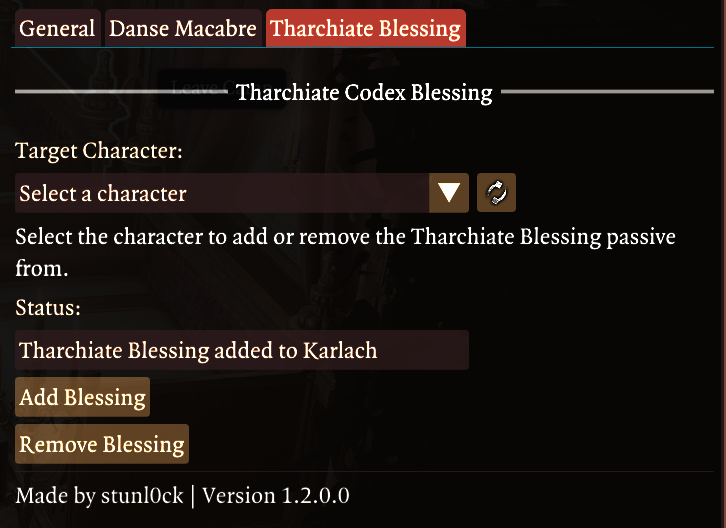 General Danse Macabre Tharchiate Blessing
Tharchiate Codex Blessing
Target Character:
Select a character
Select the character to add or remove the Tharchiate Blessing passive
from.
Status:
Tharchiate Blessing added to Karlach
Add Blessing
Remove Blessing
Made by stunl0ck | Version 1.2.0.0